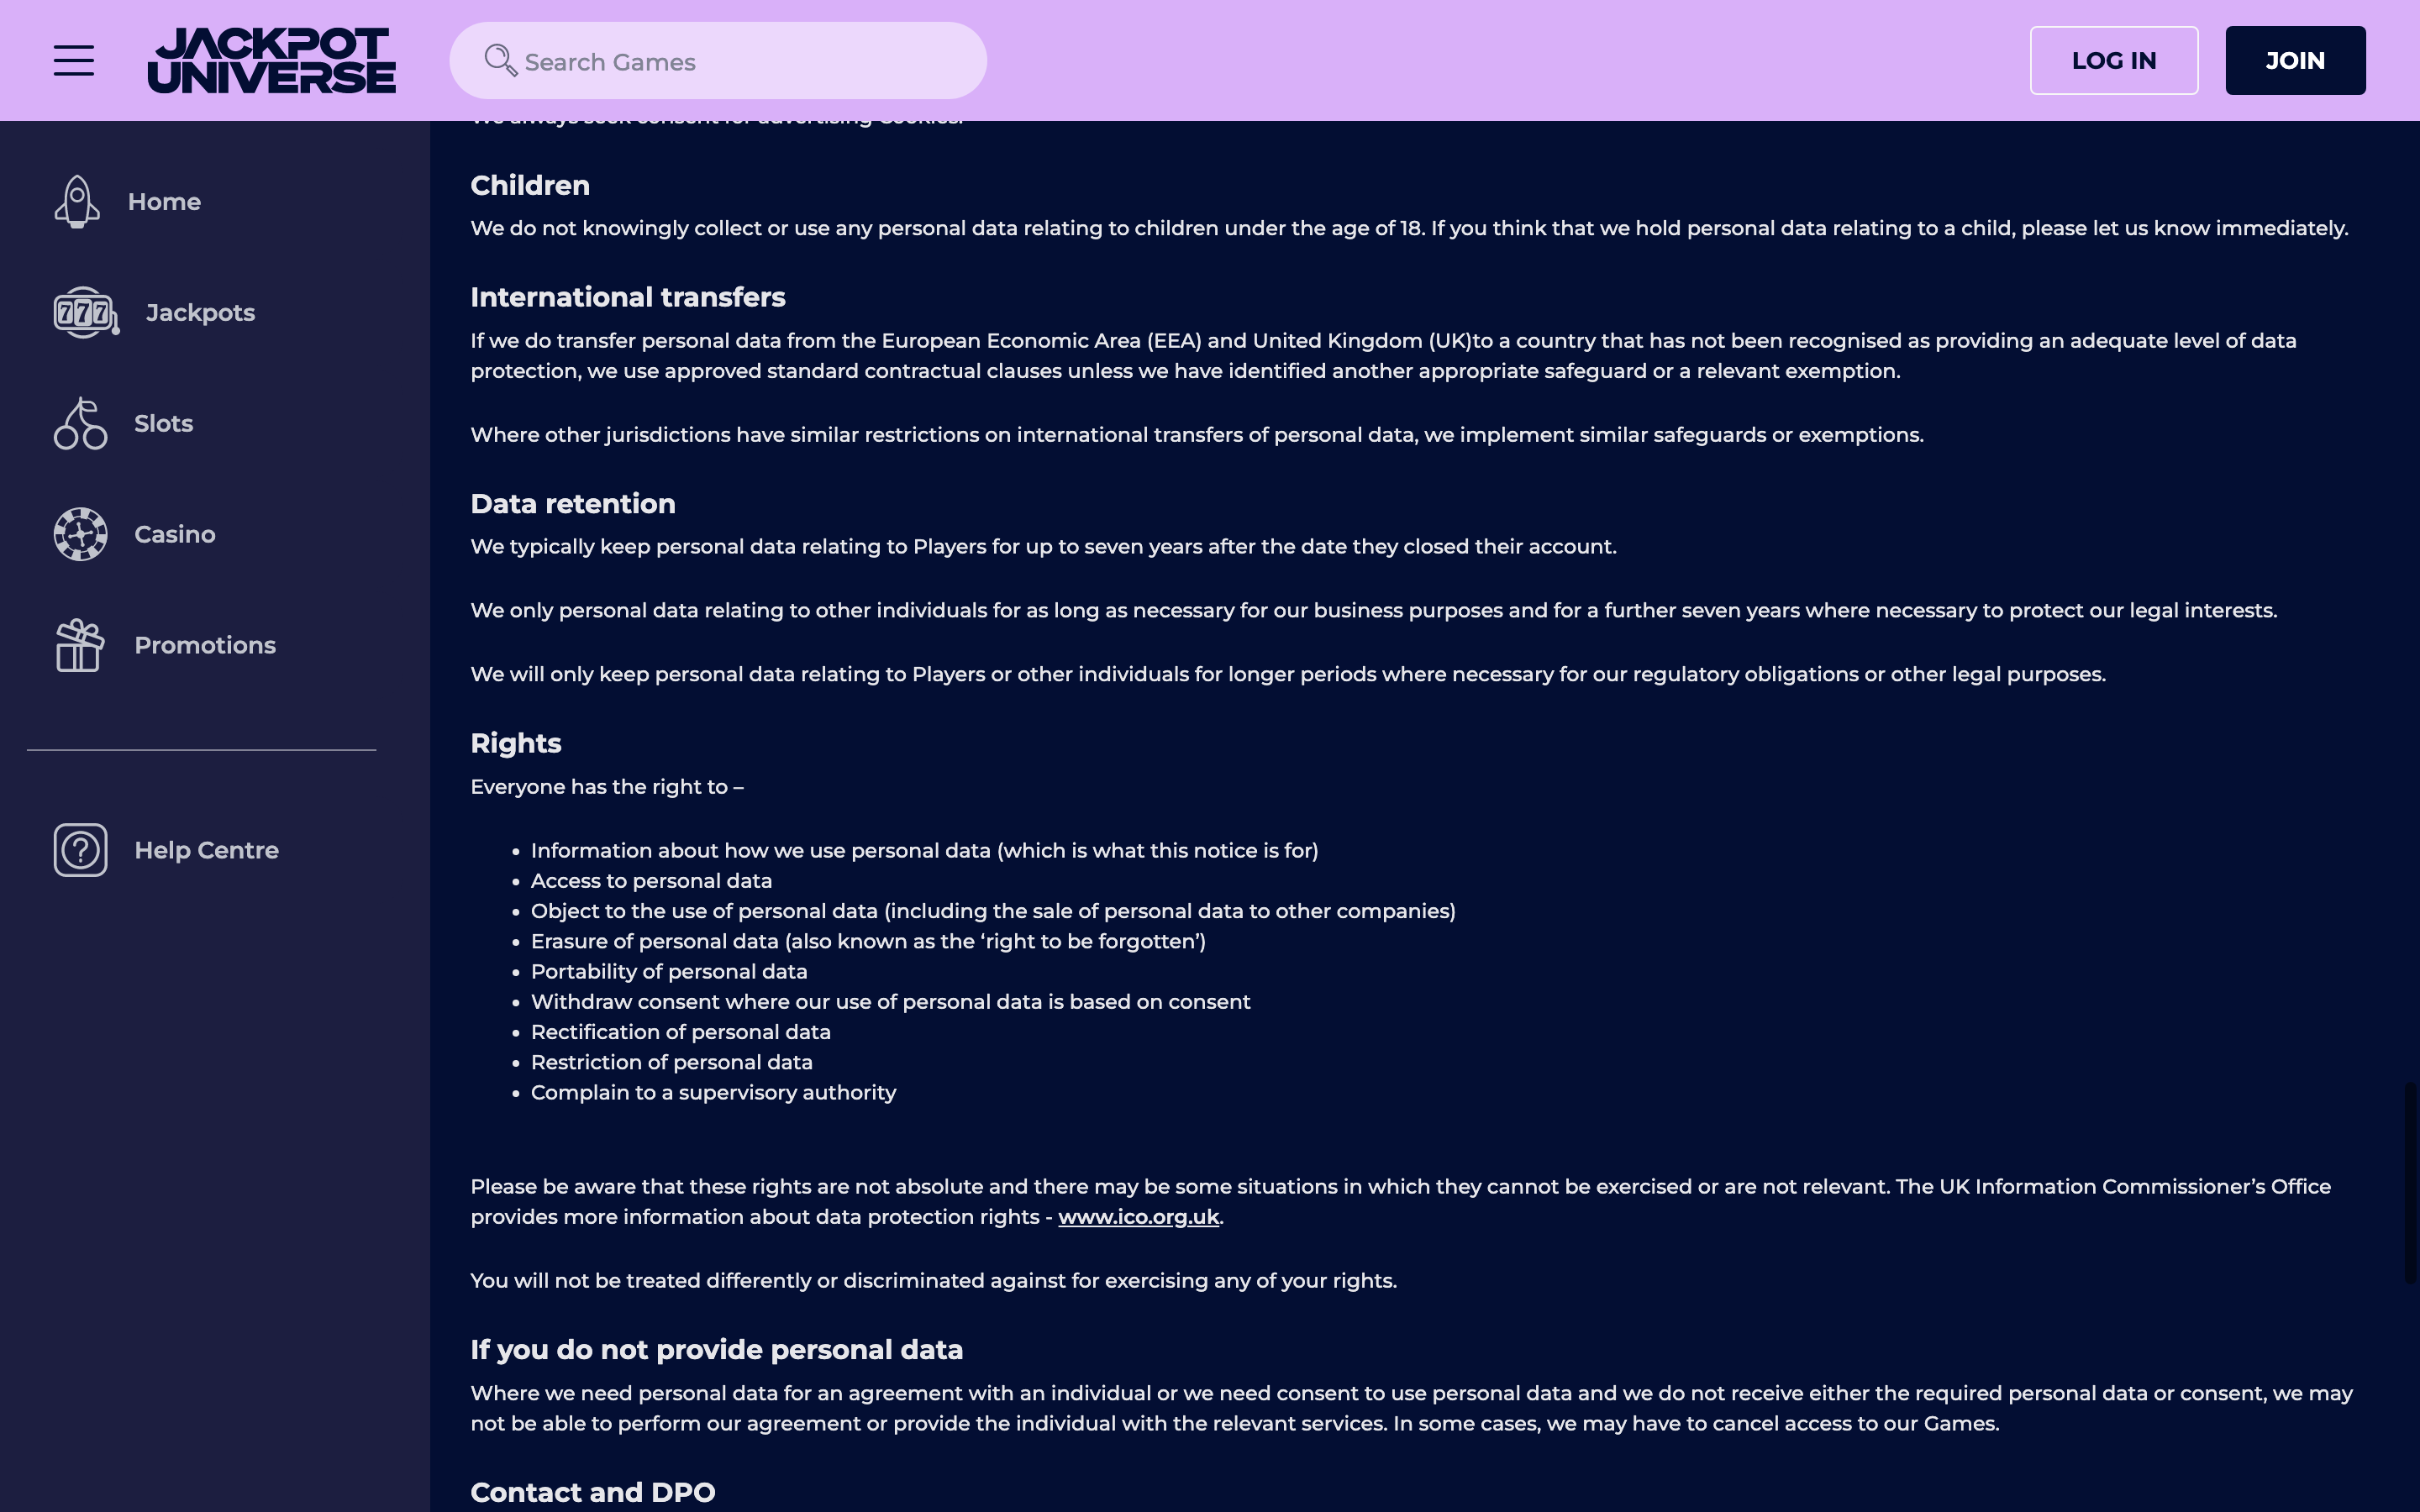 JACKPOT
UNIVERSE
Search Games
LOG IN
JOIN
Home
Jackpots
Slots
Casino
Promotions
Help Centre
We always seek consent for advertising Cookies.
Children
We do not knowingly collect or use any personal data relating to children under the age of 18. If you think that we hold personal data relating to a child, please let us know immediately.
International transfers
If we do transfer personal data from the European Economic Area (EEA) and United Kingdom (UK)to a country that has not been recognised as providing an adequate level of data
protection, we use approved standard contractual clauses unless we have identified another appropriate safeguard or a relevant exemption.
Where other jurisdictions have similar restrictions on international transfers of personal data, we implement similar safeguards or exemptions.
Data retention
We typically keep personal data relating to Players for up to seven years after the date they closed their account.
We only personal data relating to other individuals for as long as necessary for our business purposes and for a further seven years where necessary to protect our legal interests.
We will only keep personal data relating to Players or other individuals for longer periods where necessary for our regulatory obligations or other legal purposes.
Rights
Everyone has the right to –
• Information about how we use personal data (which is what this notice is for)
• Access to personal data
• Object to the use of personal data (including the sale of personal data to other companies)
• Erasure of personal data (also known as the ‘right to be forgotten’)
• Portability of personal data
• Withdraw consent where our use of personal data is based on consent
• Rectification of personal data
• Restriction of personal data
• Complain to a supervisory authority
Please be aware that these rights are not absolute and there may be some situations in which they cannot be exercised or are not relevant. The UK Information Commissioner’s Office
provides more information about data protection rights - www.ico.org.uk.
You will not be treated differently or discriminated against for exercising any of your rights.
If you do not provide personal data
Where we need personal data for an agreement with an individual or we need consent to use personal data and we do not receive either the required personal data or consent, we may
not be able to perform our agreement or provide the individual with the relevant services. In some cases, we may have to cancel access to our Games.
Contact and DPO